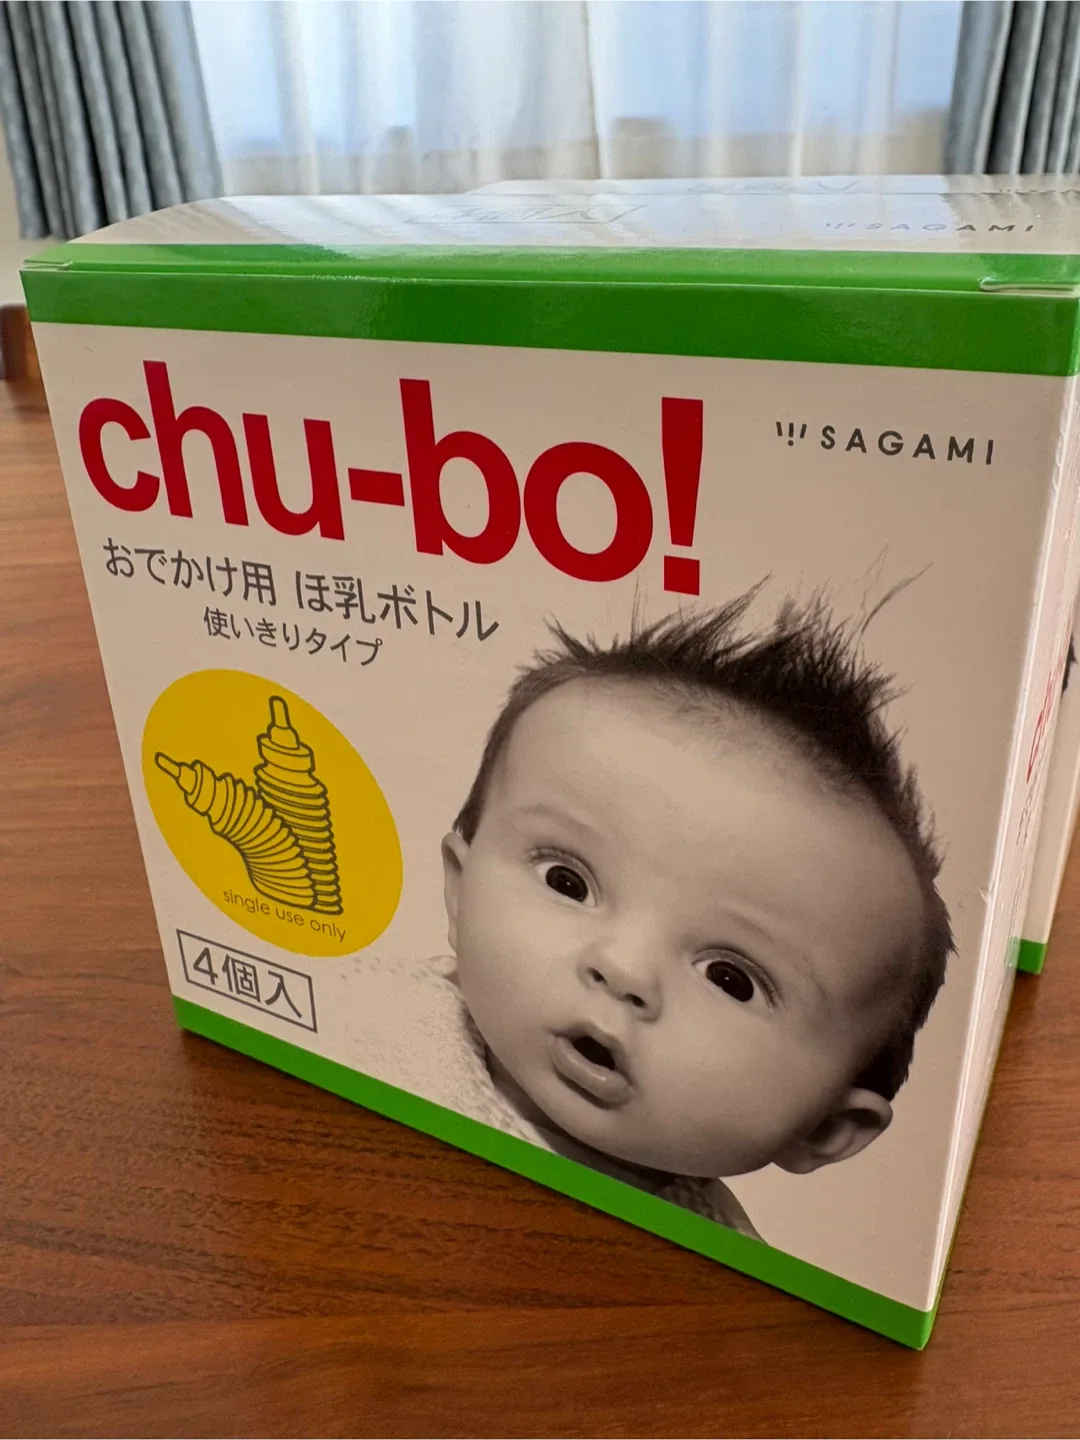 SAGAMI
chu-bo!
SAGAMI
おでかけ用 ほ乳ボトル
使いきりタイプ
single use only
4個入